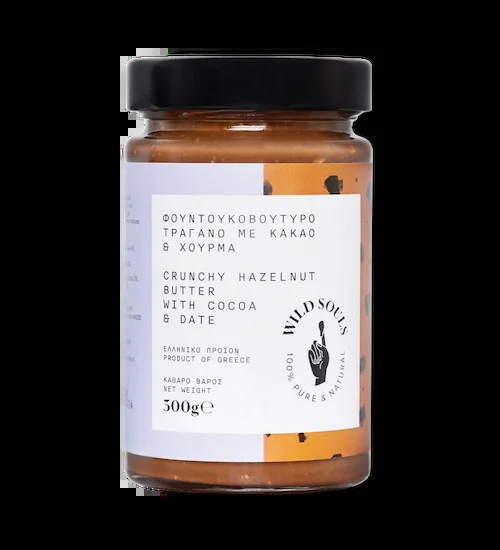 ΦΟΥΝΤΟΥΚΟΒΟΥΤΥΡΟ
ΤΡΑΓΑΝΟ ΜΕ ΚΑΚΑΟ
& ΧΟΥΡΜΑ
CRUNCHY HAZELNUT
BUTTER
WITH COCOA
& DATE
ΕΛΛΗΝΙΚΟ ΠΡΟΪΟΝ
PRODUCT OF GREECE
ΚΑΘΑΡΟ ΒΑΡΟΣ
NET WEIGHT
300g℮
WILD SOULS
100% PURE & NATURAL